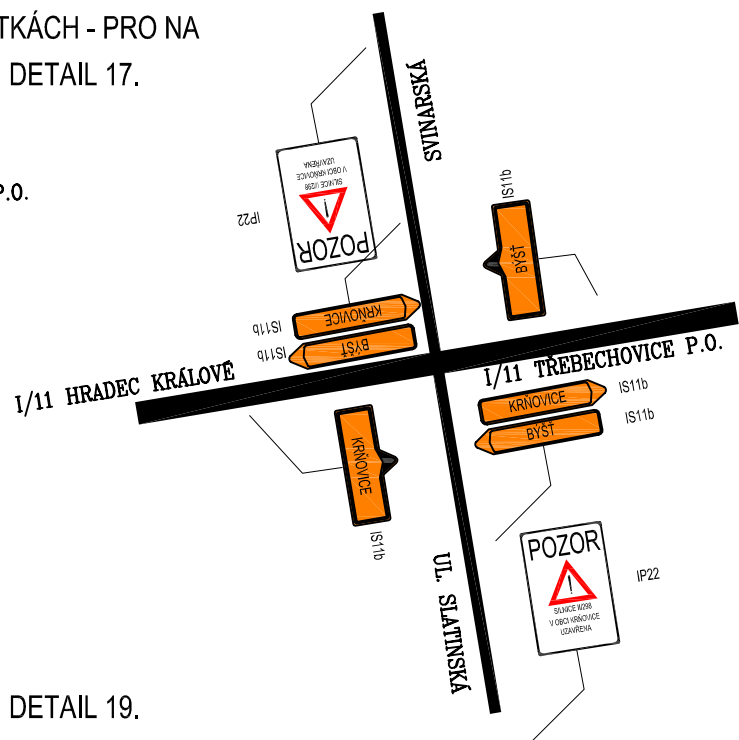 TKÁCH - PRO NA
DETAIL 17.
P.O.
SVINARSKÁ
POZOR
!
SILNICE II/298
V OBCI KRŇOVICE
UZAVŘENA
IP22
IS11b
BÝŠŤ
KRŇOVICE
IS11b
BÝŠŤ
IS11b
I/11 HRADEC KRÁLOVÉ
I/11 TŘEBECHOVICE P.O.
KRŇOVICE
IS11b
BÝŠŤ
IS11b
KRŇOVICE
IS11b
UL. SLATINSKÁ
POZOR
!
SILNICE II/298
V OBCI KRŇOVICE
UZAVŘENA
IP22
DETAIL 19.